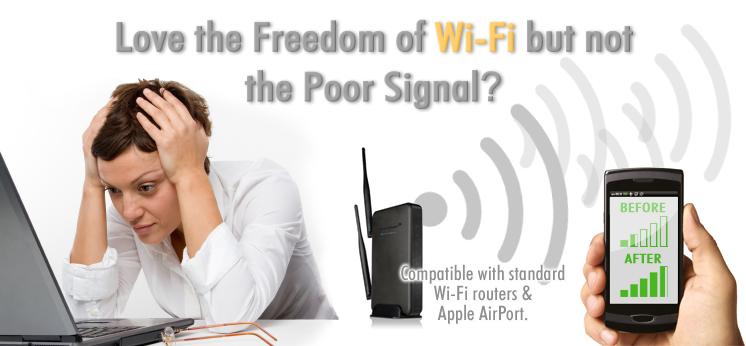 Love the Freedom of Wi-Fi but not
the Poor Signal?
BEFORE
AFTER
Compatible with standard
Wi-Fi routers &
Apple AirPort.